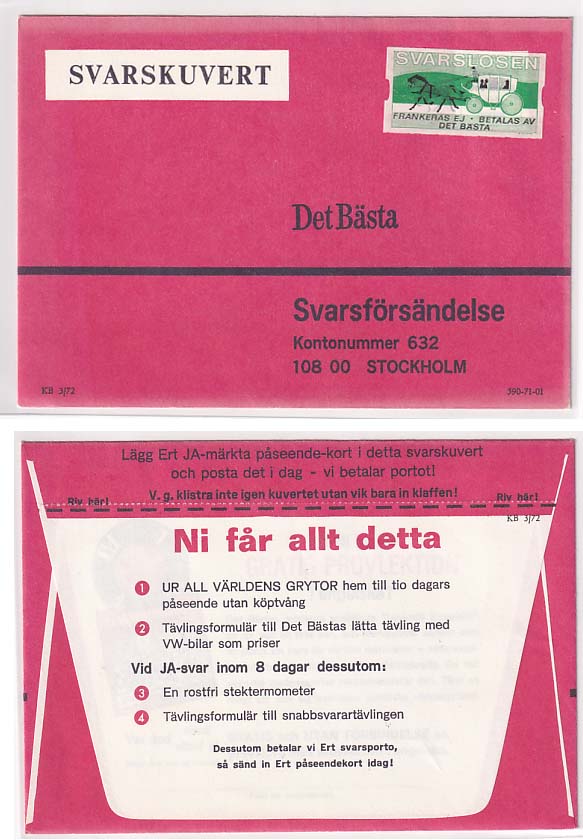 SVARSKUVERT
SVARSLÖSEN
FRANKERAS EJ · BETALAS AV
DET BÄSTA
Det Bästa
Svarsförsändelse
Kontonummer 632
108 00 STOCKHOLM
KB 3/72
390-71-01
Lägg Ert JA-märkta påseende-kort i detta svarskuvert
och posta det i dag - vi betalar portot!
Riv här! V. g. klistra inte igen kuvertet utan vik bara in klaffen! Riv här!
KB 3/72
Ni får allt detta
1 UR ALL VÄRLDENS GRYTOR hem till tio dagars
påseende utan köptvång
2 Tävlingsformulär till Det Bästas lätta tävling med
VW-bilar som priser
Vid JA-svar inom 8 dagar dessutom:
3 En rostfri stektermometer
4 Tävlingsformulär till snabbsvarartävlingen
Dessutom betalar vi Ert svarsporto,
så sänd in Ert påseendekort idag!